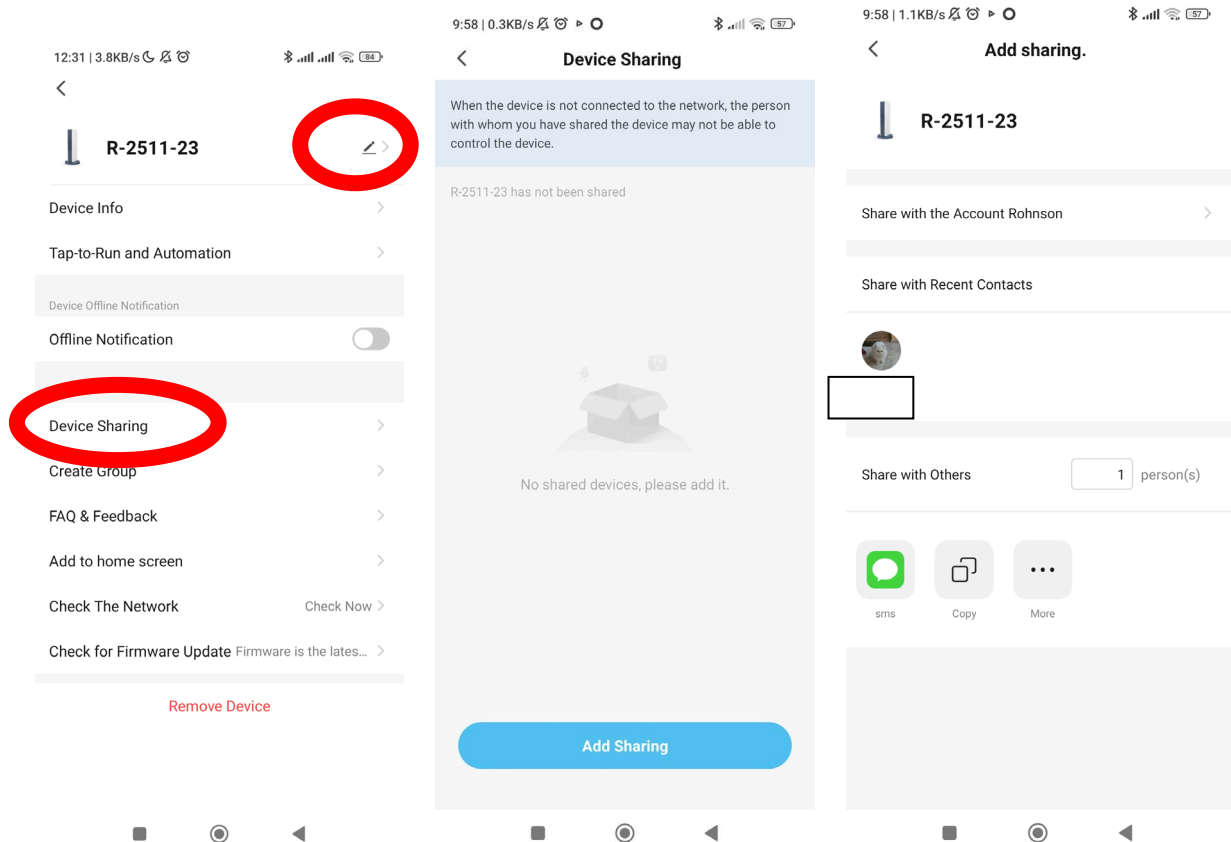 12:31 | 3.8KB/s
84
R-2511-23
Device Info
Tap-to-Run and Automation
Device Offline Notification
Offline Notification
Device Sharing
Create Group
FAQ & Feedback
Add to home screen
Check The Network Check Now
Check for Firmware Update Firmware is the lates...
Remove Device
9:58 | 0.3KB/s
57
Device Sharing
When the device is not connected to the network, the person
with whom you have shared the device may not be able to
control the device.
R-2511-23 has not been shared
No shared devices, please add it.
Add Sharing
9:58 | 1.1KB/s
57
Add sharing.
R-2511-23
Share with the Account Rohnson
Share with Recent Contacts
Share with Others 1 person(s)
sms Copy More